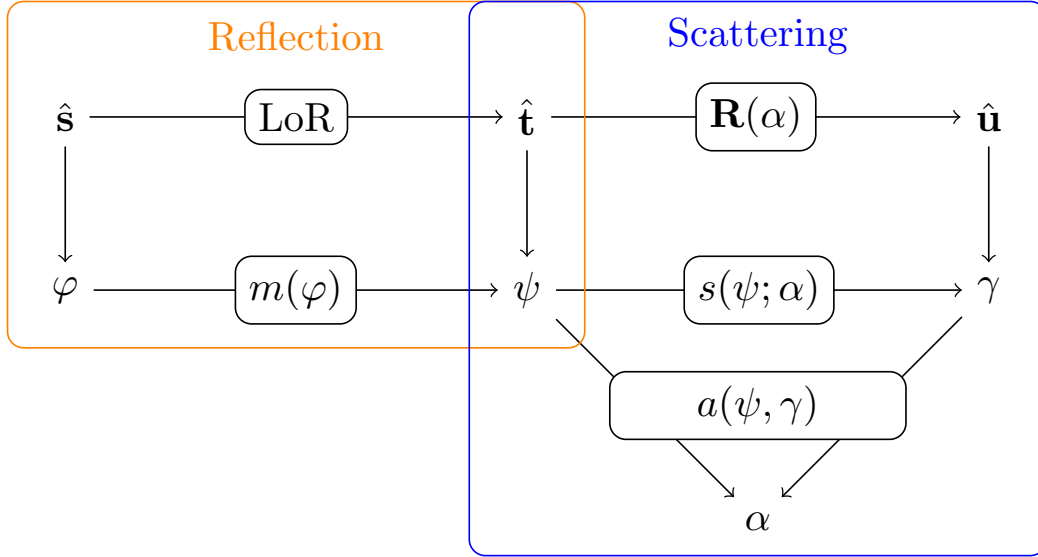 Reflection Scattering
ŝ LoR t̂ R(α) û
φ m(φ) ψ s(ψ; α) γ
a(ψ, γ)
α